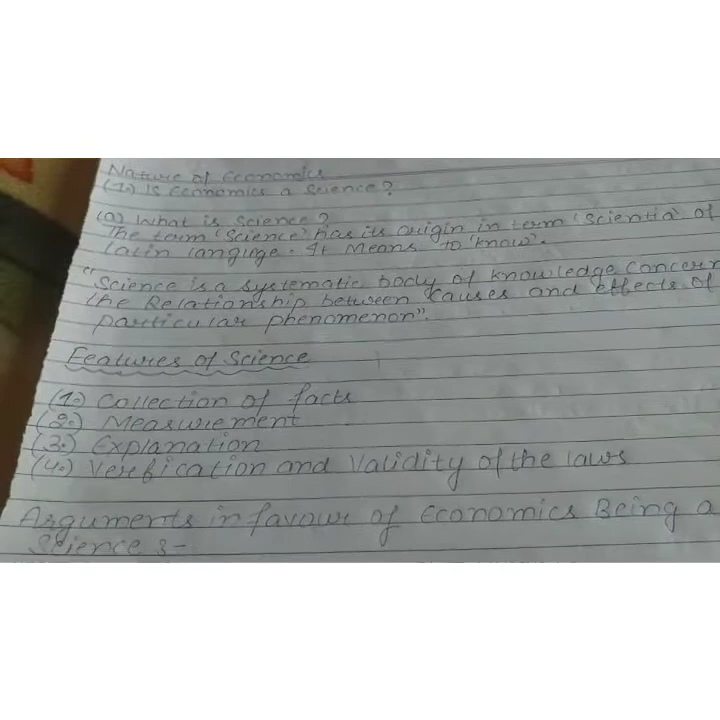 Nature of Economics
(1.) Is Economics a Science?
(a) What is Science?
The term 'Science' has its origin in term 'Scientia' of
Latin languge. It Means to 'know'.
"Science is a systematic body of knowledge concern
the Relationship between Causes and effects of
particular phenomenon".
Features of Science
(1.) Collection of facts
(2.) Measurement
(3.) Explanation
(4.) Verification and Validity of the laws
Arguments in favour of Economics Being a
Science :-